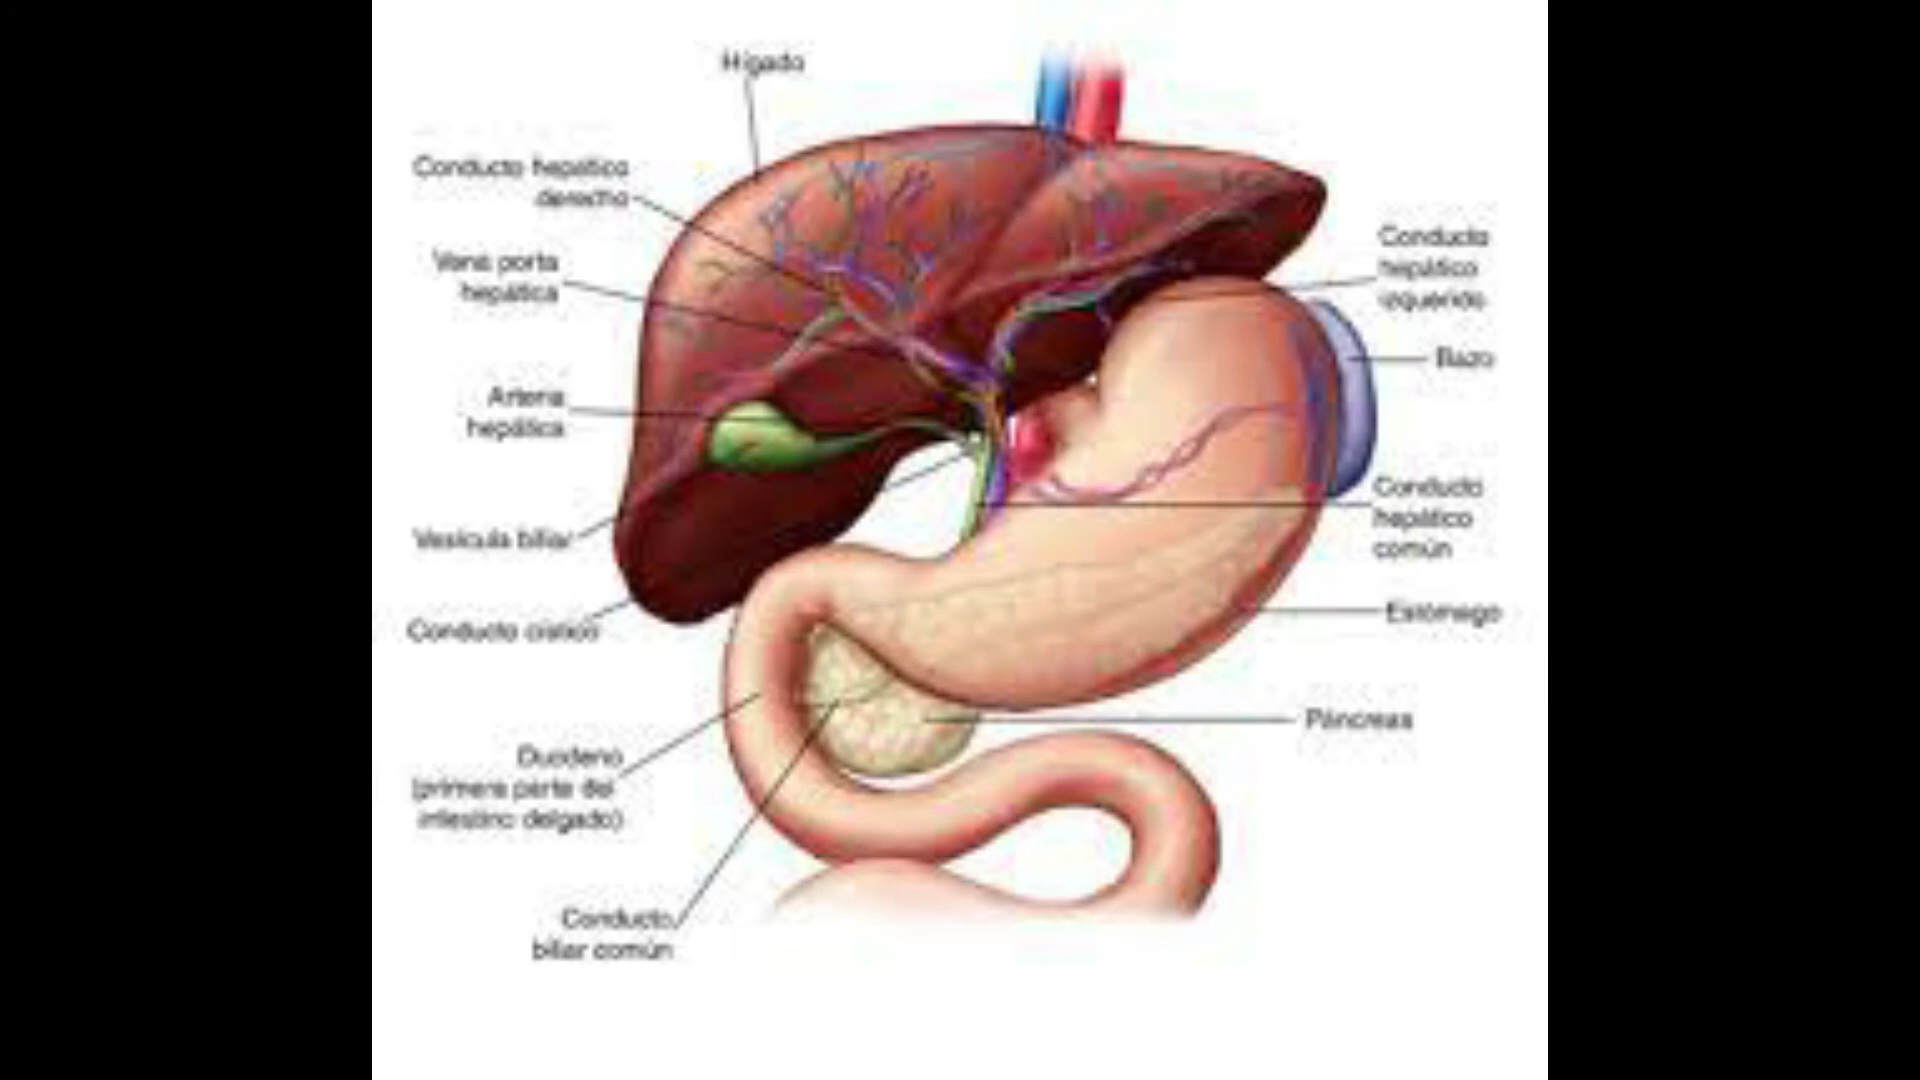 Hígado
Conducto hepático
derecho
Vena porta
hepática
Arteria
hepática
Vesícula biliar
Conducto cístico
Duodeno
(primera parte del
intestino delgado)
Conducto
biliar común
Conducto
hepático
izquerido
Bazo
Conducto
hepático
común
Estómago
Páncreas